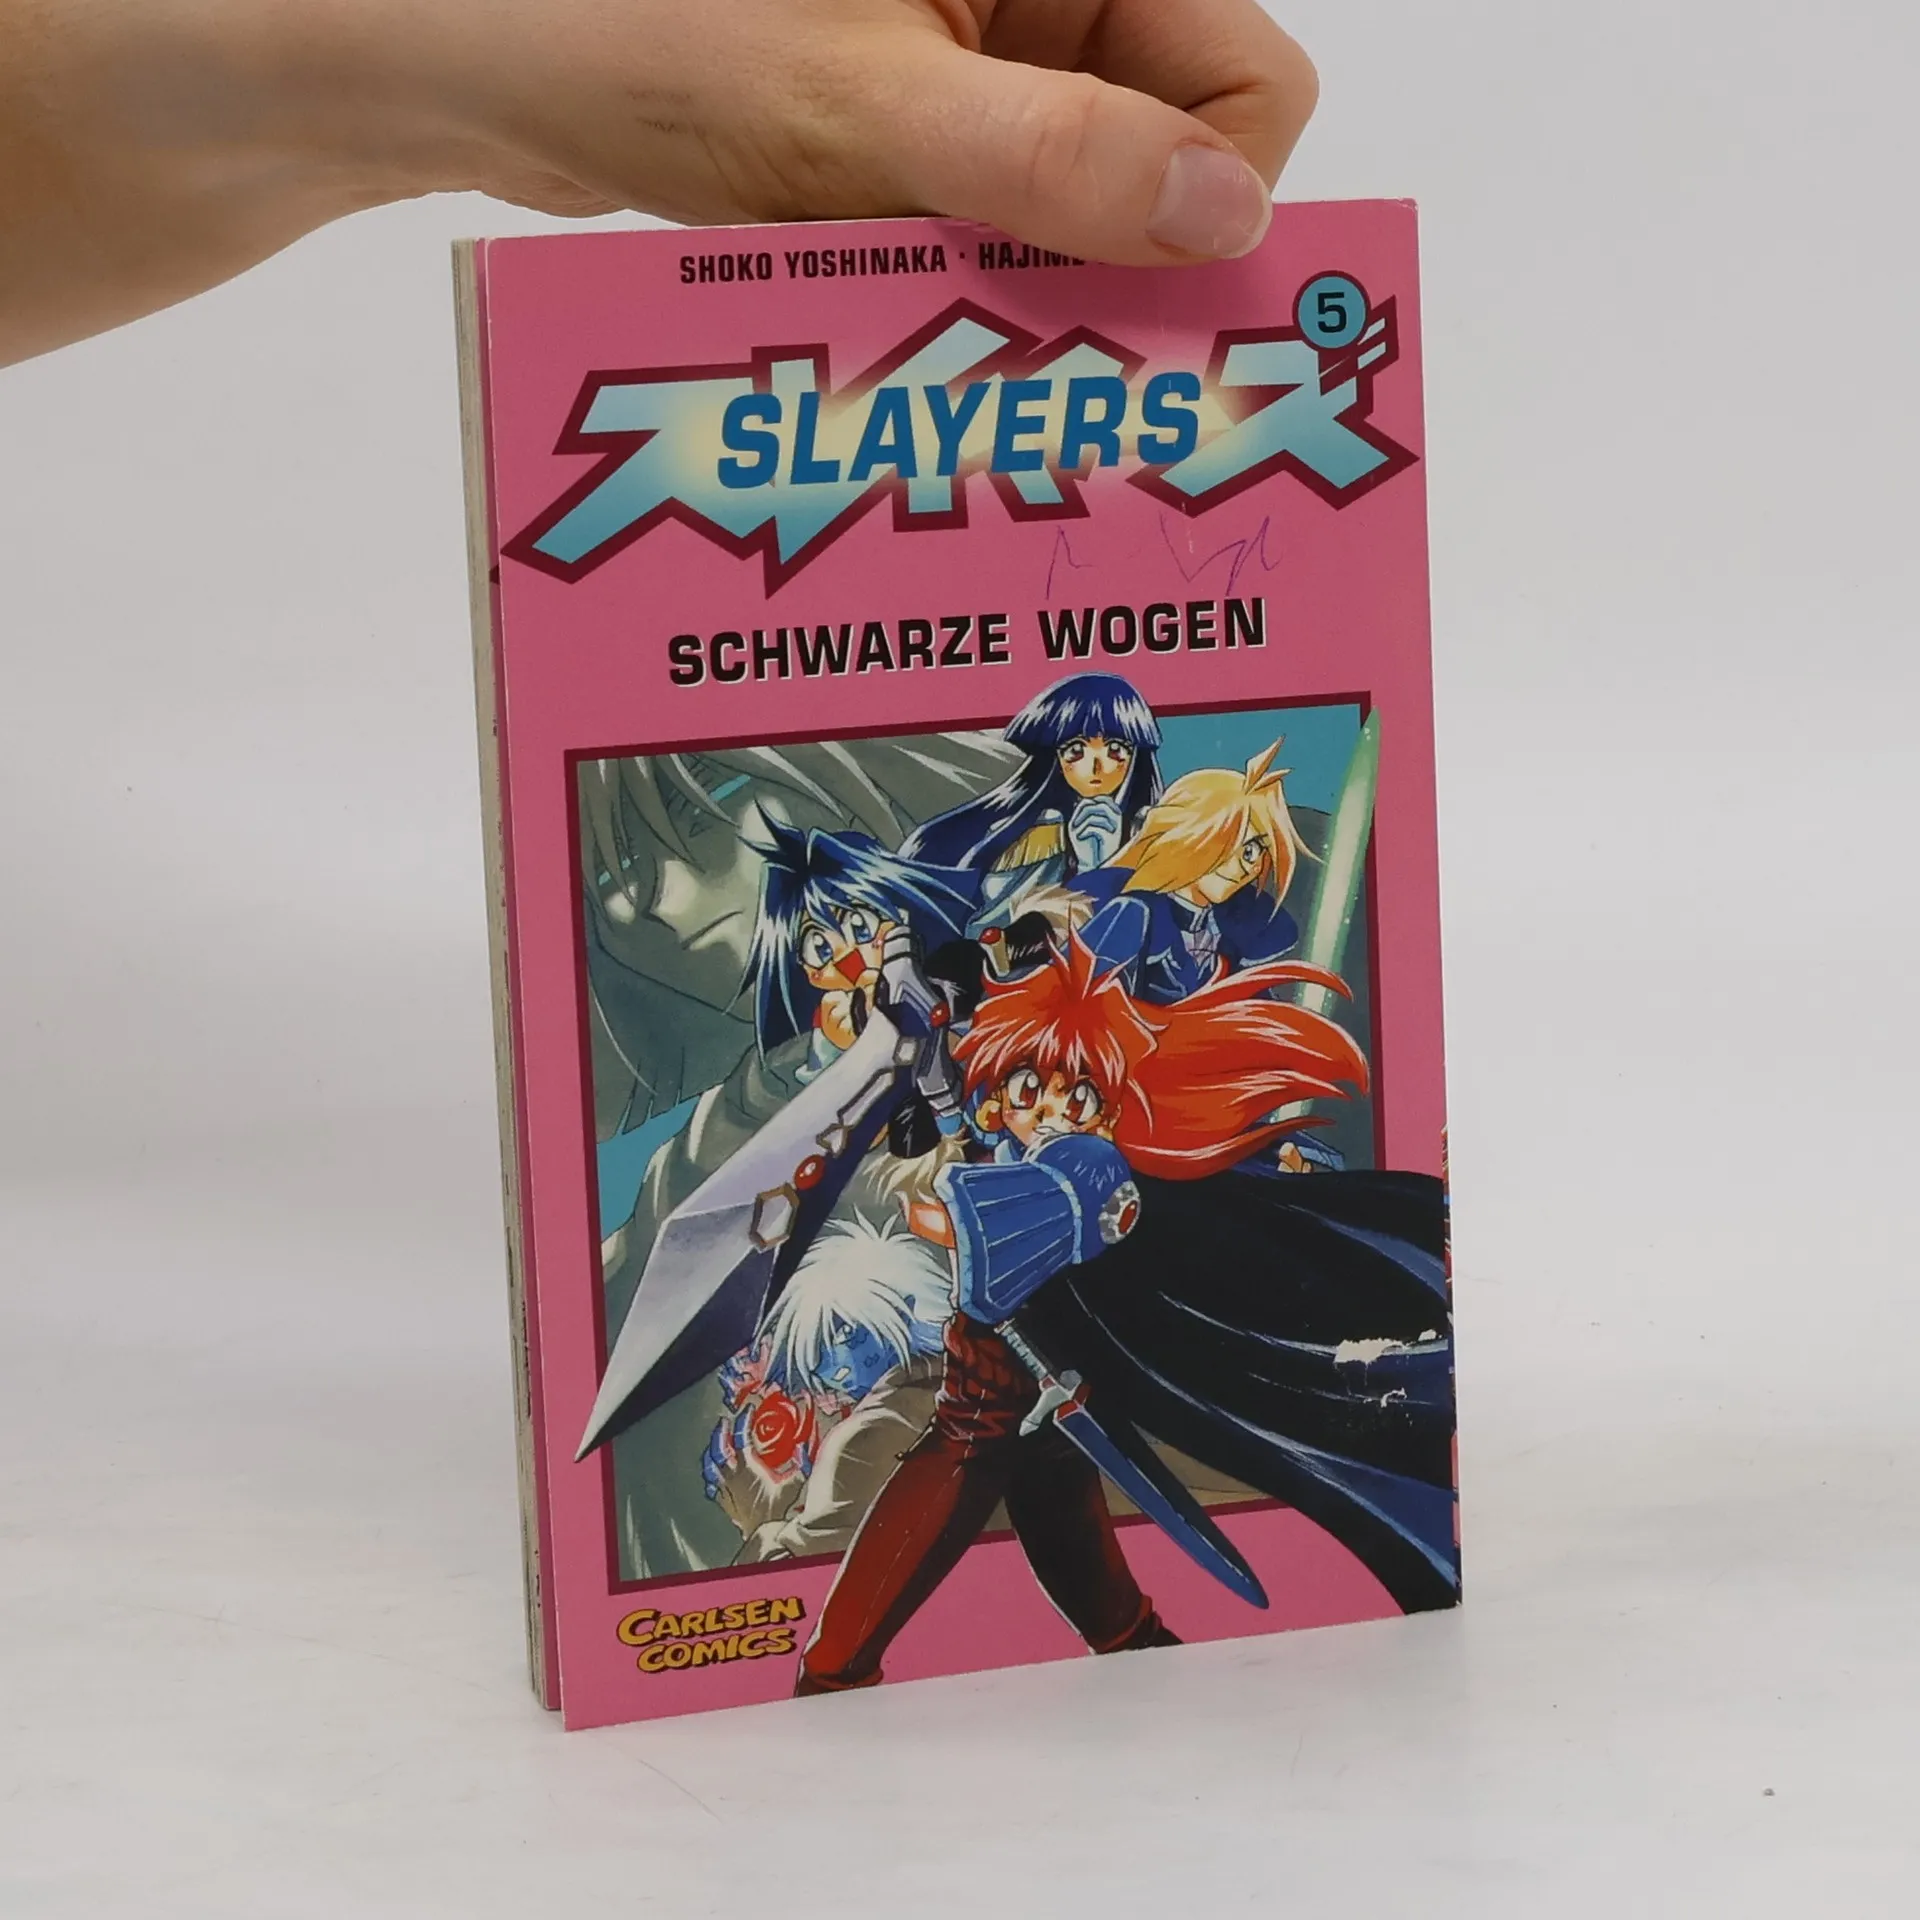 SHOKO YOSHINAKA · HAJIME
5
スレイヤーズ
SLAYERS
SCHWARZE WOGEN
CARLSEN
COMICS